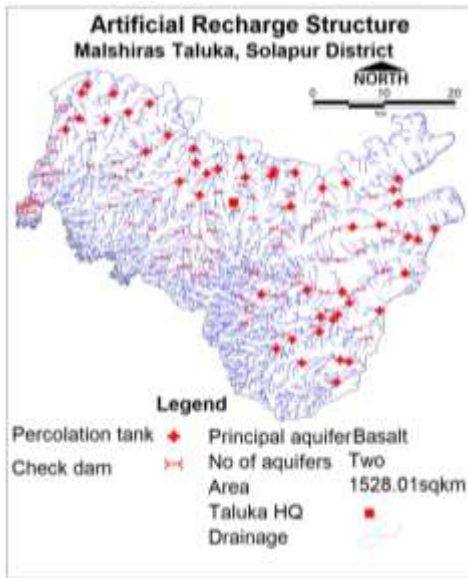 Artificial Recharge Structure
Malshiras Taluka, Solapur District
NORTH
0 10 20
Legend
Percolation tank Principal aquifer Basalt
Check dam No of aquifers Two
Area 1528.01sqkm
Taluka HQ
Drainage